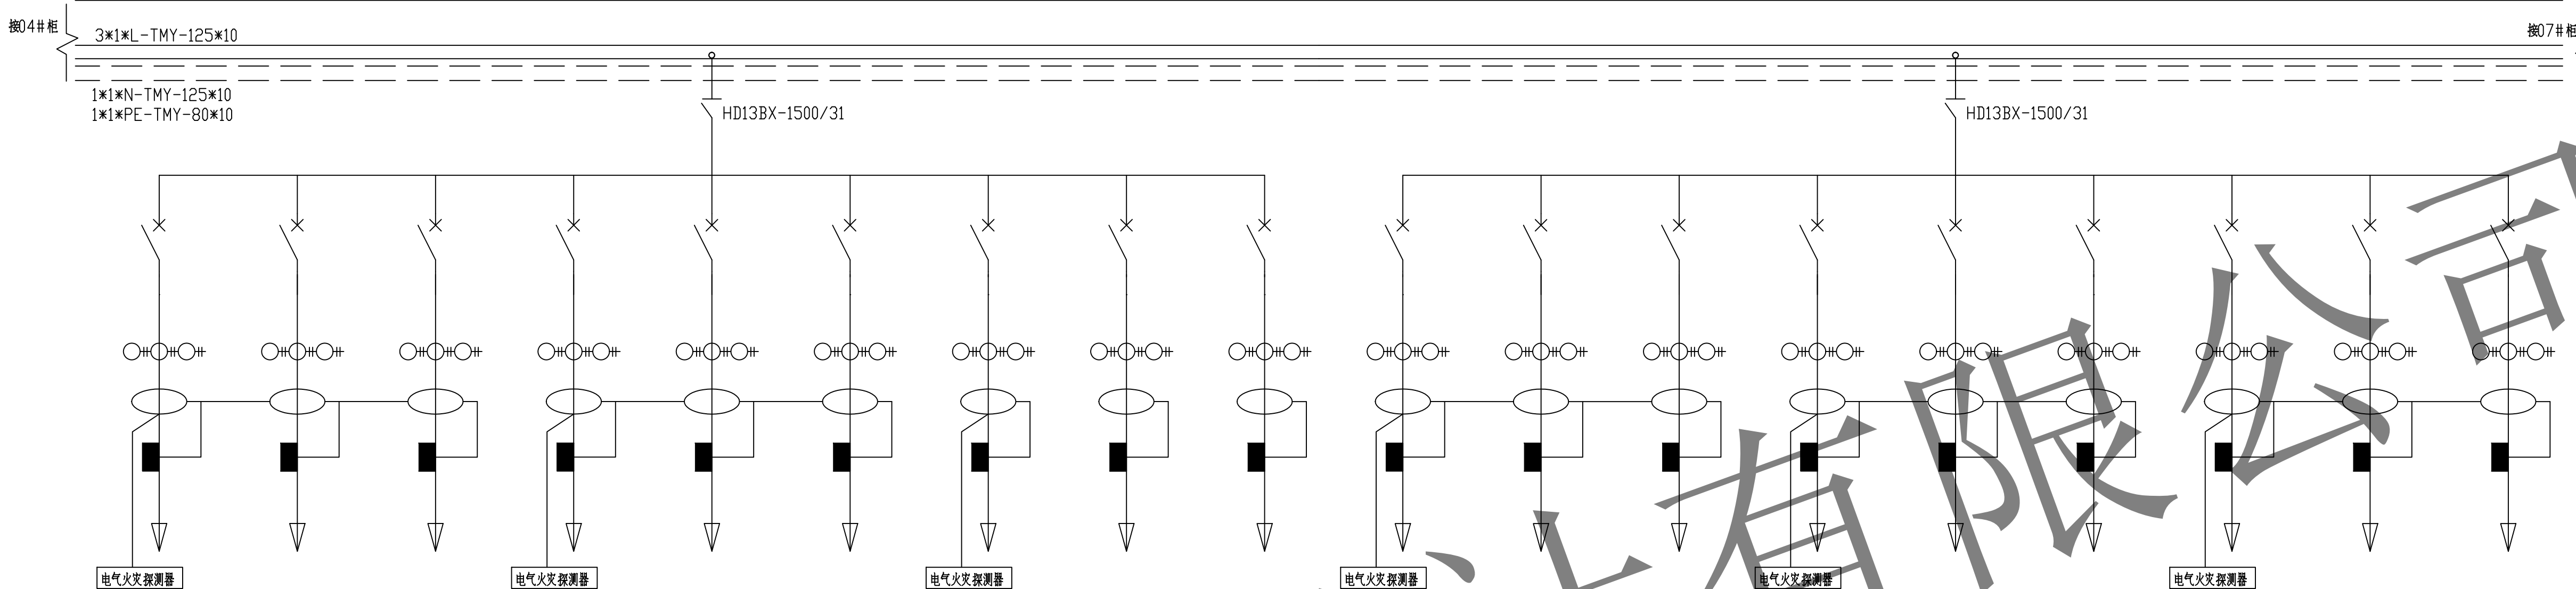 接04#柜
3*1*L-TMY-125*10
接07#柜
1*1*N-TMY-125*10
1*1*PE-TMY-80*10
HD13BX-1500/31
HD13BX-1500/31
电气火灾探测器
电气火灾探测器
电气火灾探测器
电气火灾探测器
电气火灾探测器
电气火灾探测器
有限公司